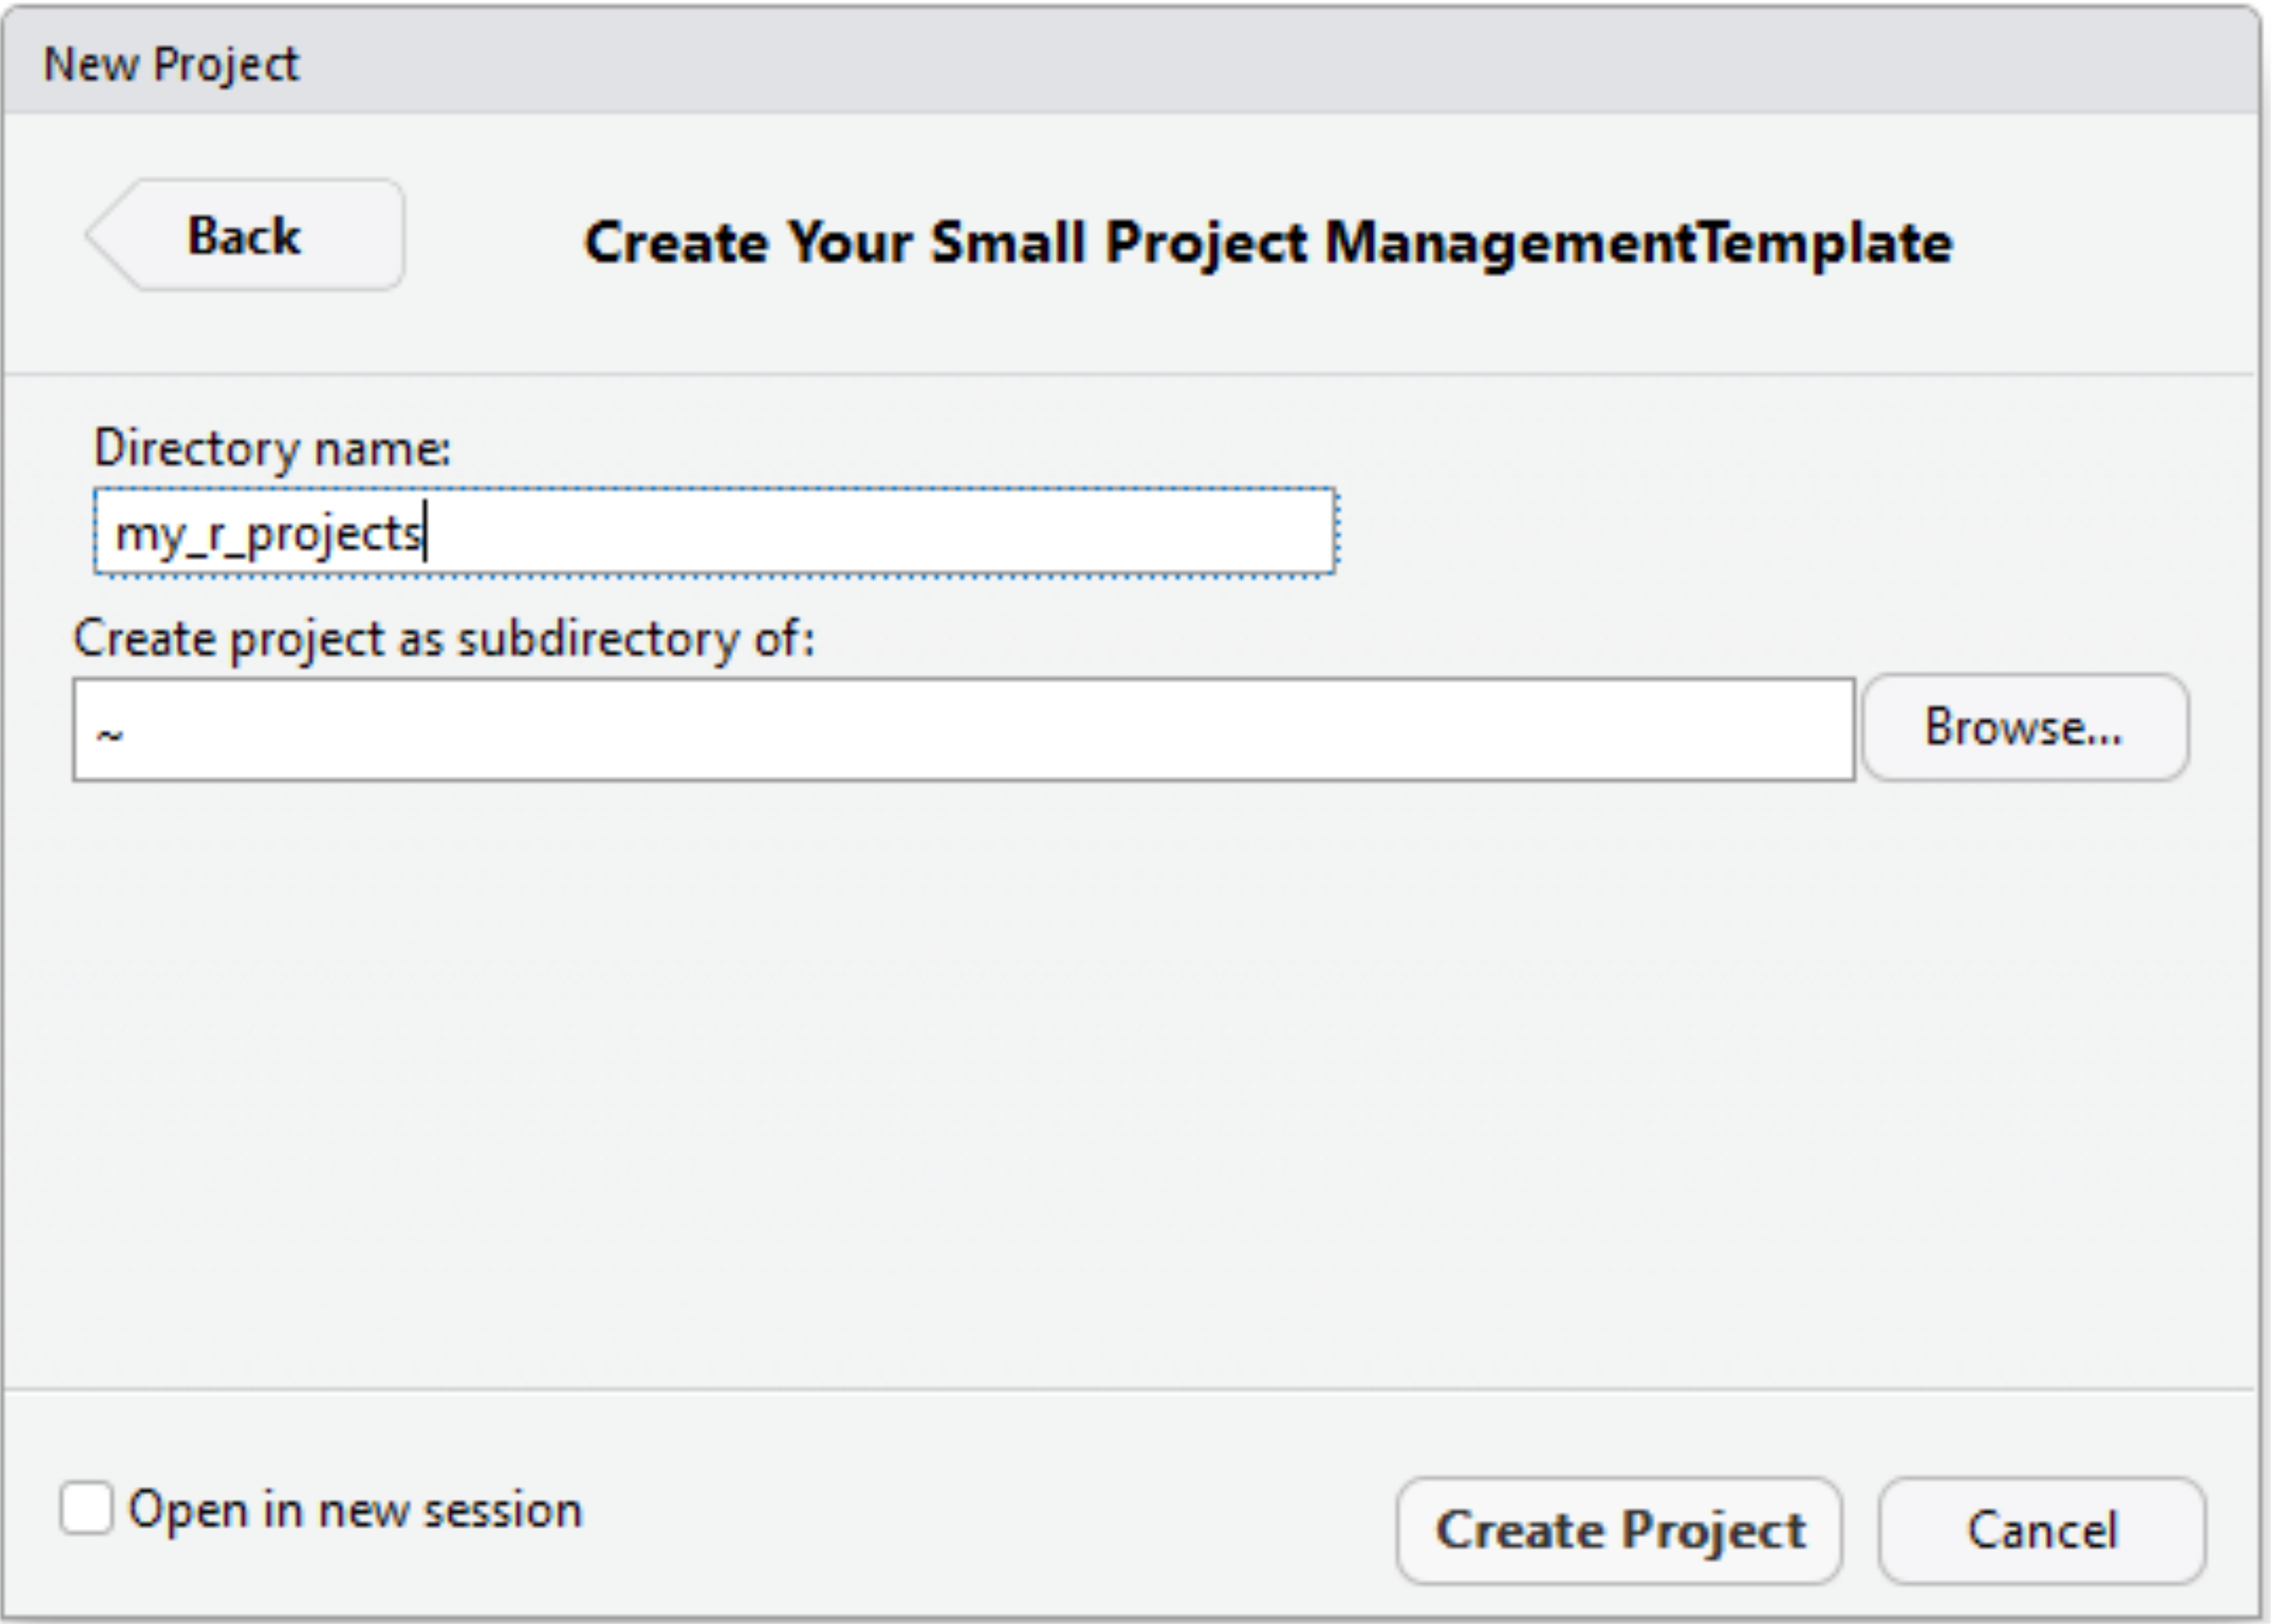 New Project
Back
Create Your Small Project ManagementTemplate
Directory name:
my_r_projects
Create project as subdirectory of:
~
Browse...
Open in new session
Create Project
Cancel